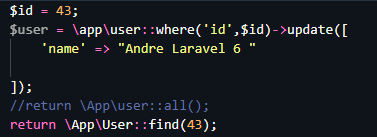 $id = 43;
$user = \app\user::where('id',$id)->update([
'name' => "Andre Laravel 6 "
]);
//return \App\user::all();
return \App\User::find(43);